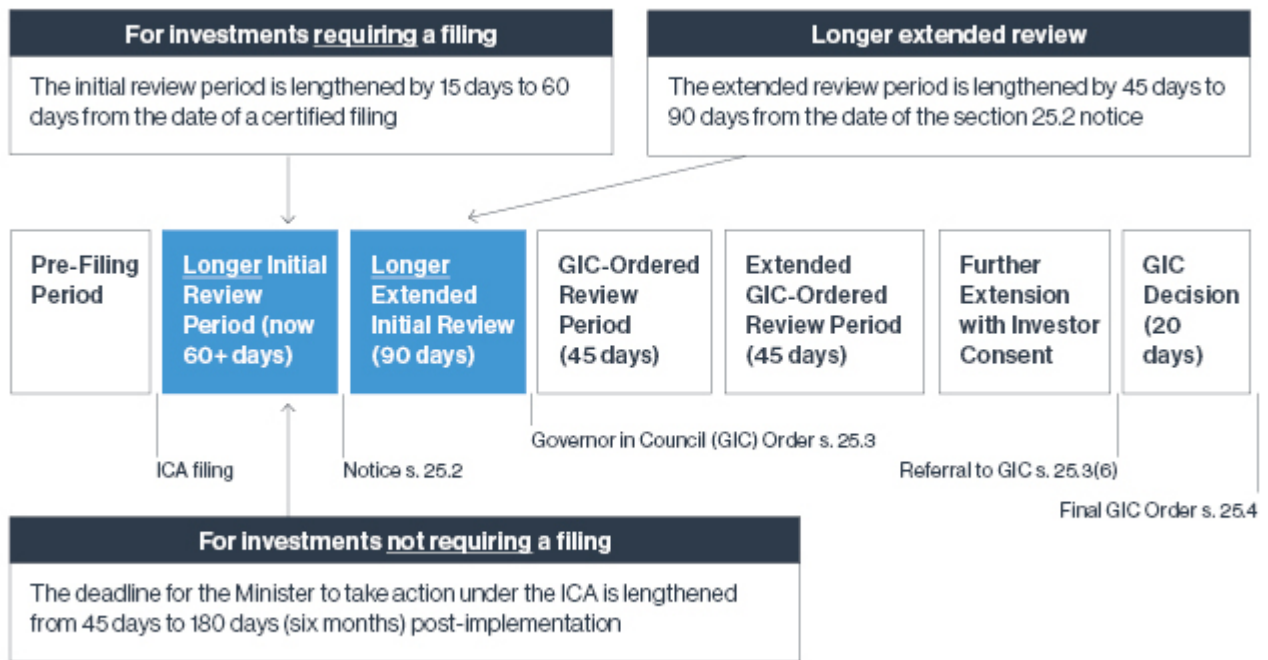 For investments requiring a filing
The initial review period is lengthened by 15 days to 60
days from the date of a certified filing
Longer extended review
The extended review period is lengthened by 45 days to
90 days from the date of the section 25.2 notice
Pre-Filing
Period
Longer Initial
Review
Period (now
60+ days)
Longer
Extended
Initial Review
(90 days)
GIC-Ordered
Review
Period
(45 days)
Extended
GIC-Ordered
Review Period
(45 days)
Further
Extension
with Investor
Consent
GIC
Decision
(20
days)
ICA filing
Notice s. 25.2
Governor in Council (GIC) Order s. 25.3
Referral to GIC s. 25.3(6)
Final GIC Order s. 25.4
For investments not requiring a filing
The deadline for the Minister to take action under the ICA is lengthened
from 45 days to 180 days (six months) post-implementation